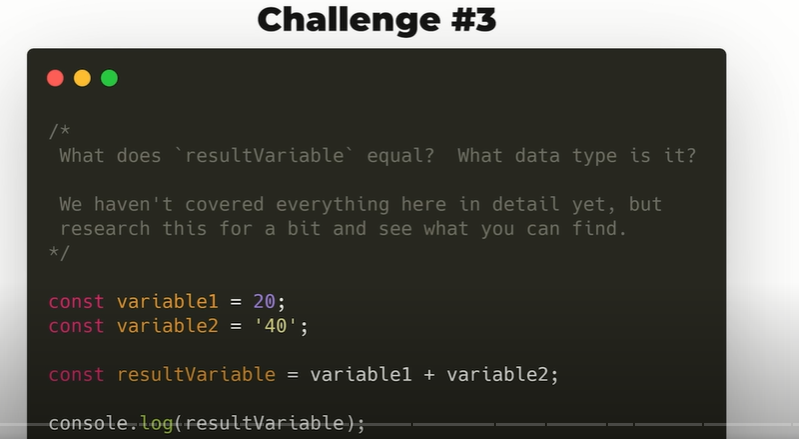 Challenge #3
/*
What does `resultVariable` equal?  What data type is it?
We haven't covered everything here in detail yet, but
research this for a bit and see what you can find.
*/
const variable1 = 20;
const variable2 = '40';
const resultVariable = variable1 + variable2;
console.log(resultVariable);